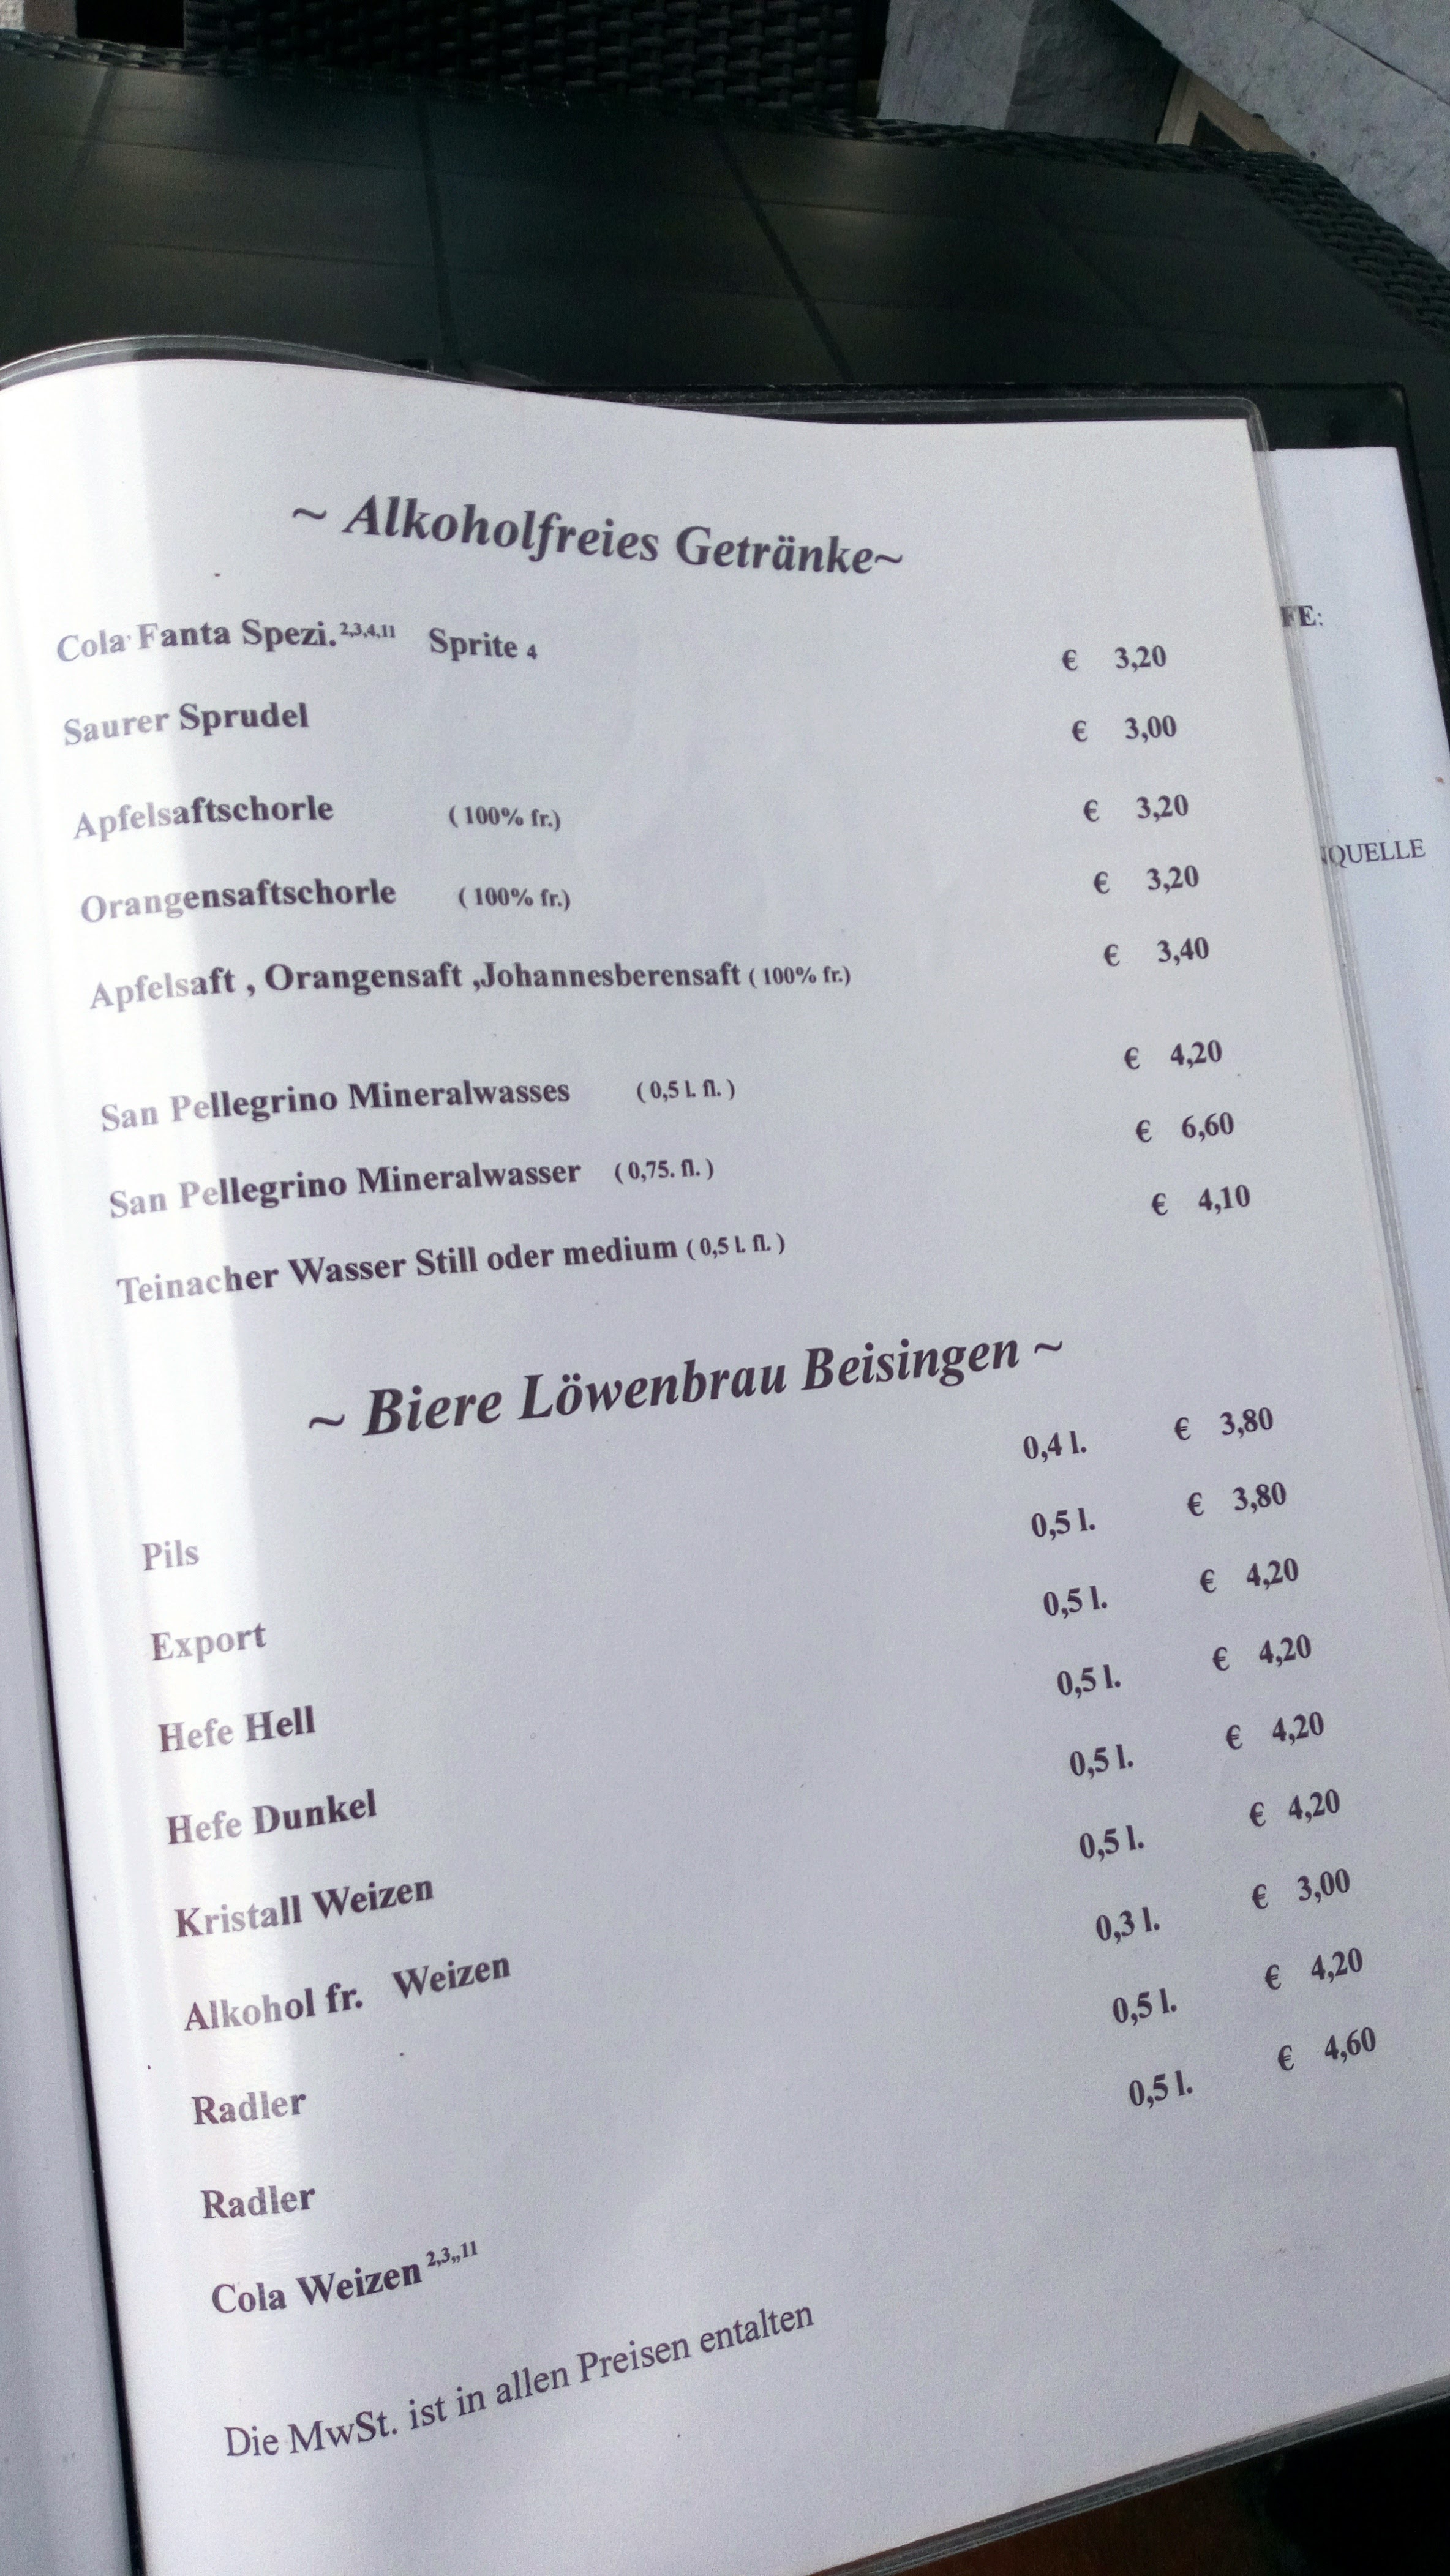 ~ Alkoholfreies Getränke~
Cola Fanta Spezi.2,3,4,11 Sprite 4 € 3,20
Saurer Sprudel € 3,00
Apfelsaftschorle ( 100% fr.) € 3,20
Orangensaftschorle ( 100% fr.) € 3,20
Apfelsaft , Orangensaft ,Johannesberensaft ( 100% fr.) € 3,40
San Pellegrino Mineralwasses ( 0,5 l. fl. ) € 4,20
San Pellegrino Mineralwasser ( 0,75. fl. ) € 6,60
Teinacher Wasser Still oder medium ( 0,5 l. fl. ) € 4,10
~ Biere Löwenbrau Beisingen ~
Pils 0,4 l. € 3,80
Export 0,5 l. € 3,80
Hefe Hell 0,5 l. € 4,20
Hefe Dunkel 0,5 l. € 4,20
Kristall Weizen 0,5 l. € 4,20
Alkohol fr. Weizen 0,5 l. € 4,20
Radler 0,3 l. € 3,00
Radler 0,5 l. € 4,20
Cola Weizen 2,3,,11 0,5 l. € 4,60
Die MwSt. ist in allen Preisen entalten
FE:
QUELLE